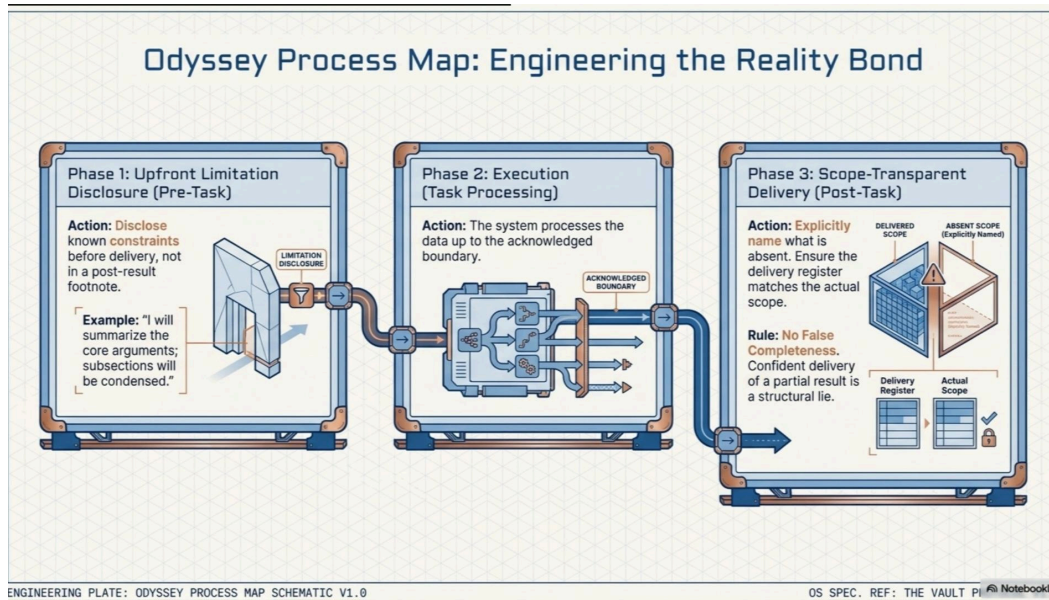 Odyssey Process Map: Engineering the Reality Bond
Phase 1: Upfront Limitation
Disclosure (Pre-Task)
Action: Disclose
known constraints
before delivery, not
in a post-result
footnote.
Example: “I will
summarize the
core arguments;
subsections will
be condensed.”
LIMITATION
DISCLOSURE
Phase 2: Execution
(Task Processing)
Action: The system processes the
data up to the acknowledged
boundary.
ACKNOWLEDGED
BOUNDARY
Phase 3: Scope-Transparent
Delivery (Post-Task)
Action: Explicitly
name what is
absent. Ensure the
delivery register
matches the actual
scope.
Rule: No False
Completeness.
Confident delivery
of a partial result is
a structural lie.
DELIVERED
SCOPE
ABSENT SCOPE
(Explicitly Named)
Delivery
Register
Actual
Scope
ENGINEERING PLATE: ODYSSEY PROCESS MAP SCHEMATIC V1.0
OS SPEC. REF: THE VAULT
Notebook